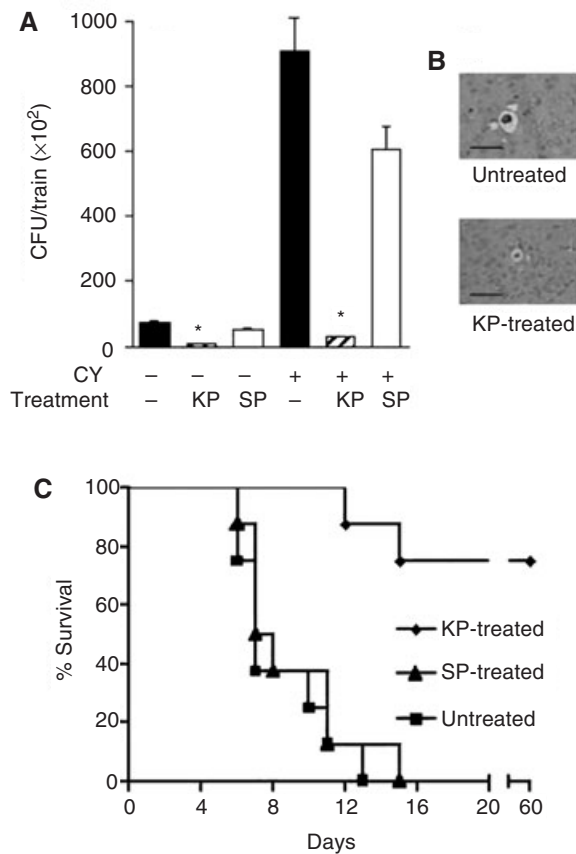 A
CFU/train (×10²)
1000
800
600
400
200
0
CY – – – + + +
Treatment – KP SP – KP SP
* *
B
Untreated
KP-treated
C
% Survival
100
80
60
40
20
0
0 4 8 12 16 20 60
Days
KP-treated
SP-treated
Untreated